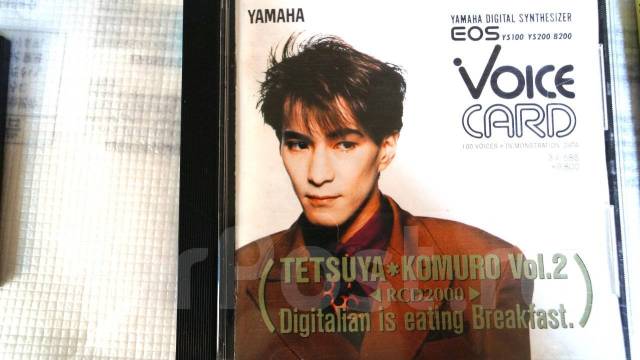 YAMAHA
YAMAHA DIGITAL SYNTHESIZER
EOS YS100 YS200 B200
VOICE
CARD
100 VOICES + DEMONSTRATION DATA
TETSUYA*KOMURO Vol.2
◀RCD2000▶
Digitalian is eating Breakfast.